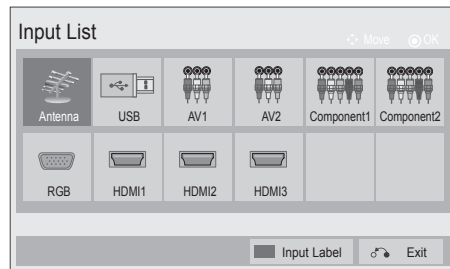 Input List
Move OK
Antenna USB AV1 AV2 Component1 Component2
RGB HDMI1 HDMI2 HDMI3
Input Label Exit